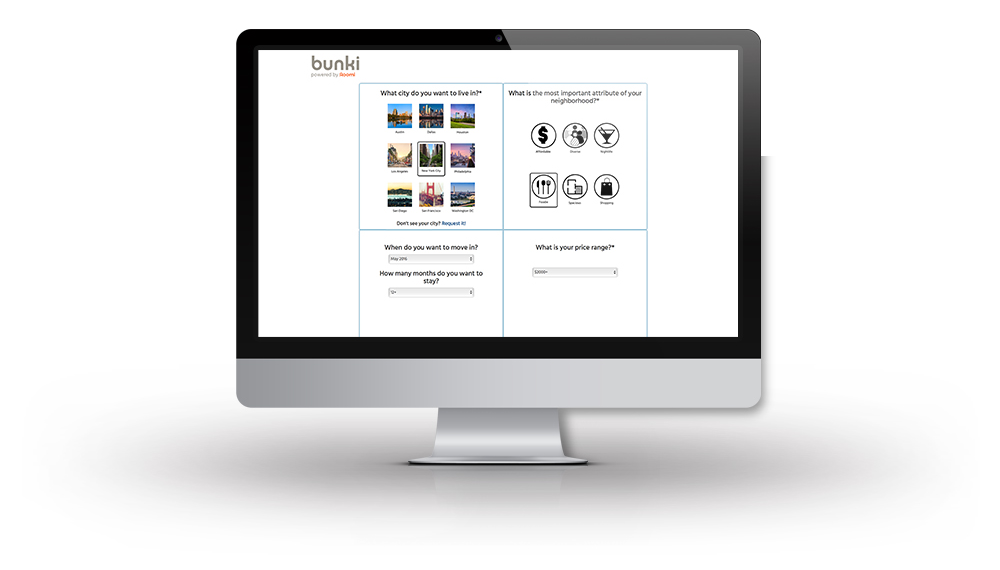 bunki
powered by Roomi
What city do you want to live in?*
Austin
Dallas
Houston
Los Angeles
New York City
Philadelphia
San Diego
San Francisco
Washington DC
Don't see your city? Request it!
What is the most important attribute of your
neighborhood?*
Affordable
Diverse
Nightlife
Foodie
Spacious
Shopping
When do you want to move in?
May 2016
How many months do you want to
stay?
12+
What is your price range?*
$2000+